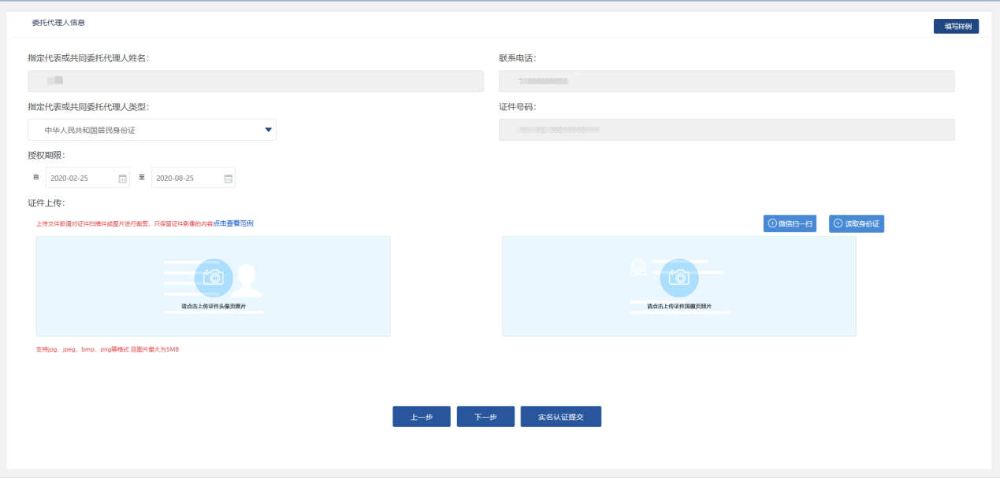 委托代理人信息
填写样例
指定代表或共同委托代理人姓名：
联系电话：
指定代表或共同委托代理人类型：
证件号码：
中华人民共和国居民身份证
授权期限：
自 2020-02-25 至 2020-08-25
证件上传：
上传文件前请对证件扫描件或图片进行裁剪，只保留证件影像的内容点击查看范例
微信扫一扫
读取身份证
请点击上传证件头像页照片
请点击上传证件国徽页照片
支持jpg、jpeg、bmp、png等格式 且图片最大为5MB
上一步
下一步
实名认证提交